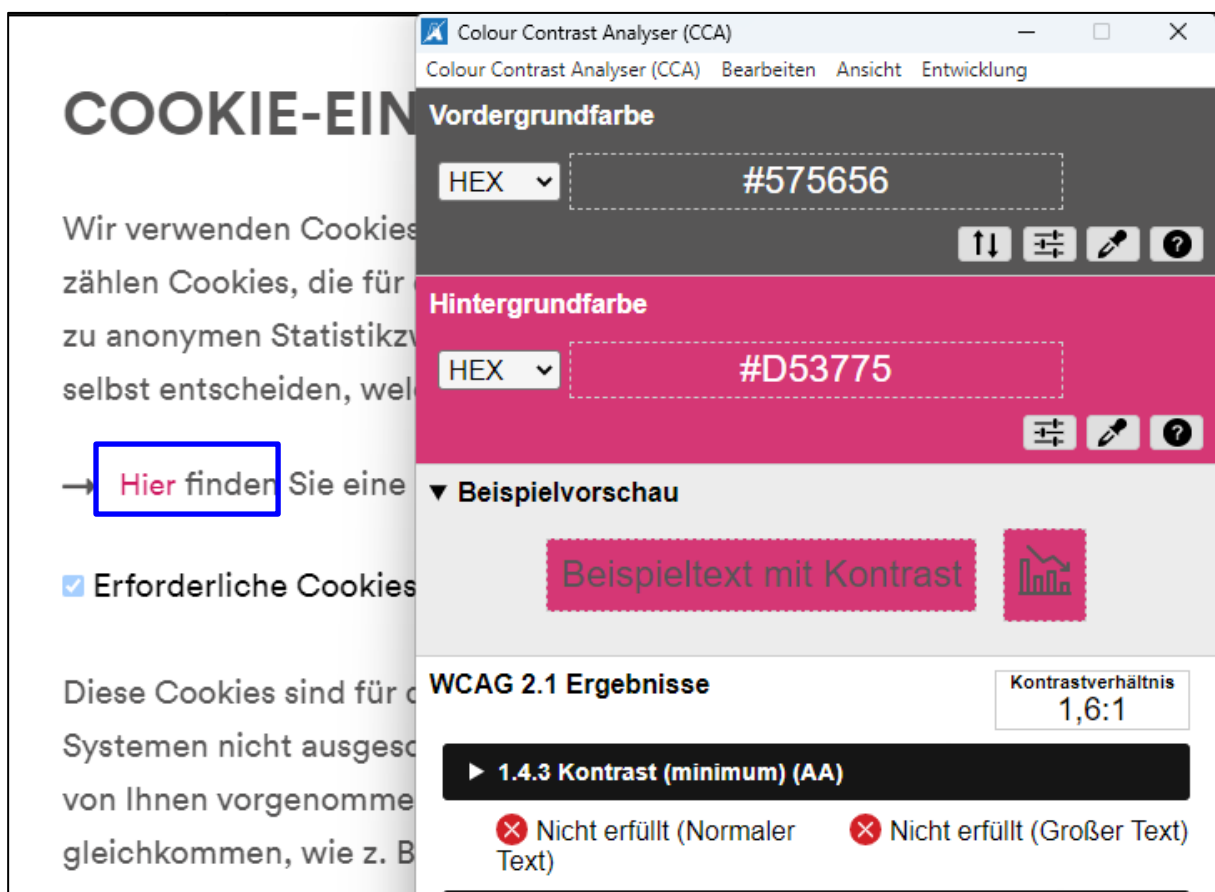 COOKIE-EIN
Wir verwenden Cookies
zählen Cookies, die für
zu anonymen Statistikzw
selbst entscheiden, wel
→ Hier finden Sie eine
Erforderliche Cookies
Diese Cookies sind für d
Systemen nicht ausgesc
von Ihnen vorgenomme
gleichkommen, wie z. B
Colour Contrast Analyser (CCA)
Colour Contrast Analyser (CCA) Bearbeiten Ansicht Entwicklung
Vordergrundfarbe
HEX #575656
Hintergrundfarbe
HEX #D53775
▼ Beispielvorschau
Beispieltext mit Kontrast
WCAG 2.1 Ergebnisse
Kontrastverhältnis
1,6:1
▶ 1.4.3 Kontrast (minimum) (AA)
Nicht erfüllt (Normaler
Text)
Nicht erfüllt (Großer Text)